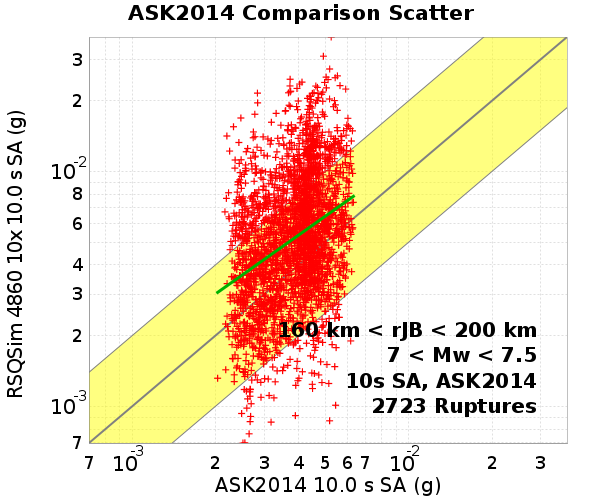 ASK2014 Comparison Scatter
RSQSim 4860 10x 10.0 s SA (g)
3
2
10-2
8
6
4
3
2
10-3
7
160 km < rJB < 200 km
7 < Mw < 7.5
10s SA, ASK2014
2723 Ruptures
7 10-3 2 3 4 5 6 7 10-2 2 3
ASK2014 10.0 s SA (g)